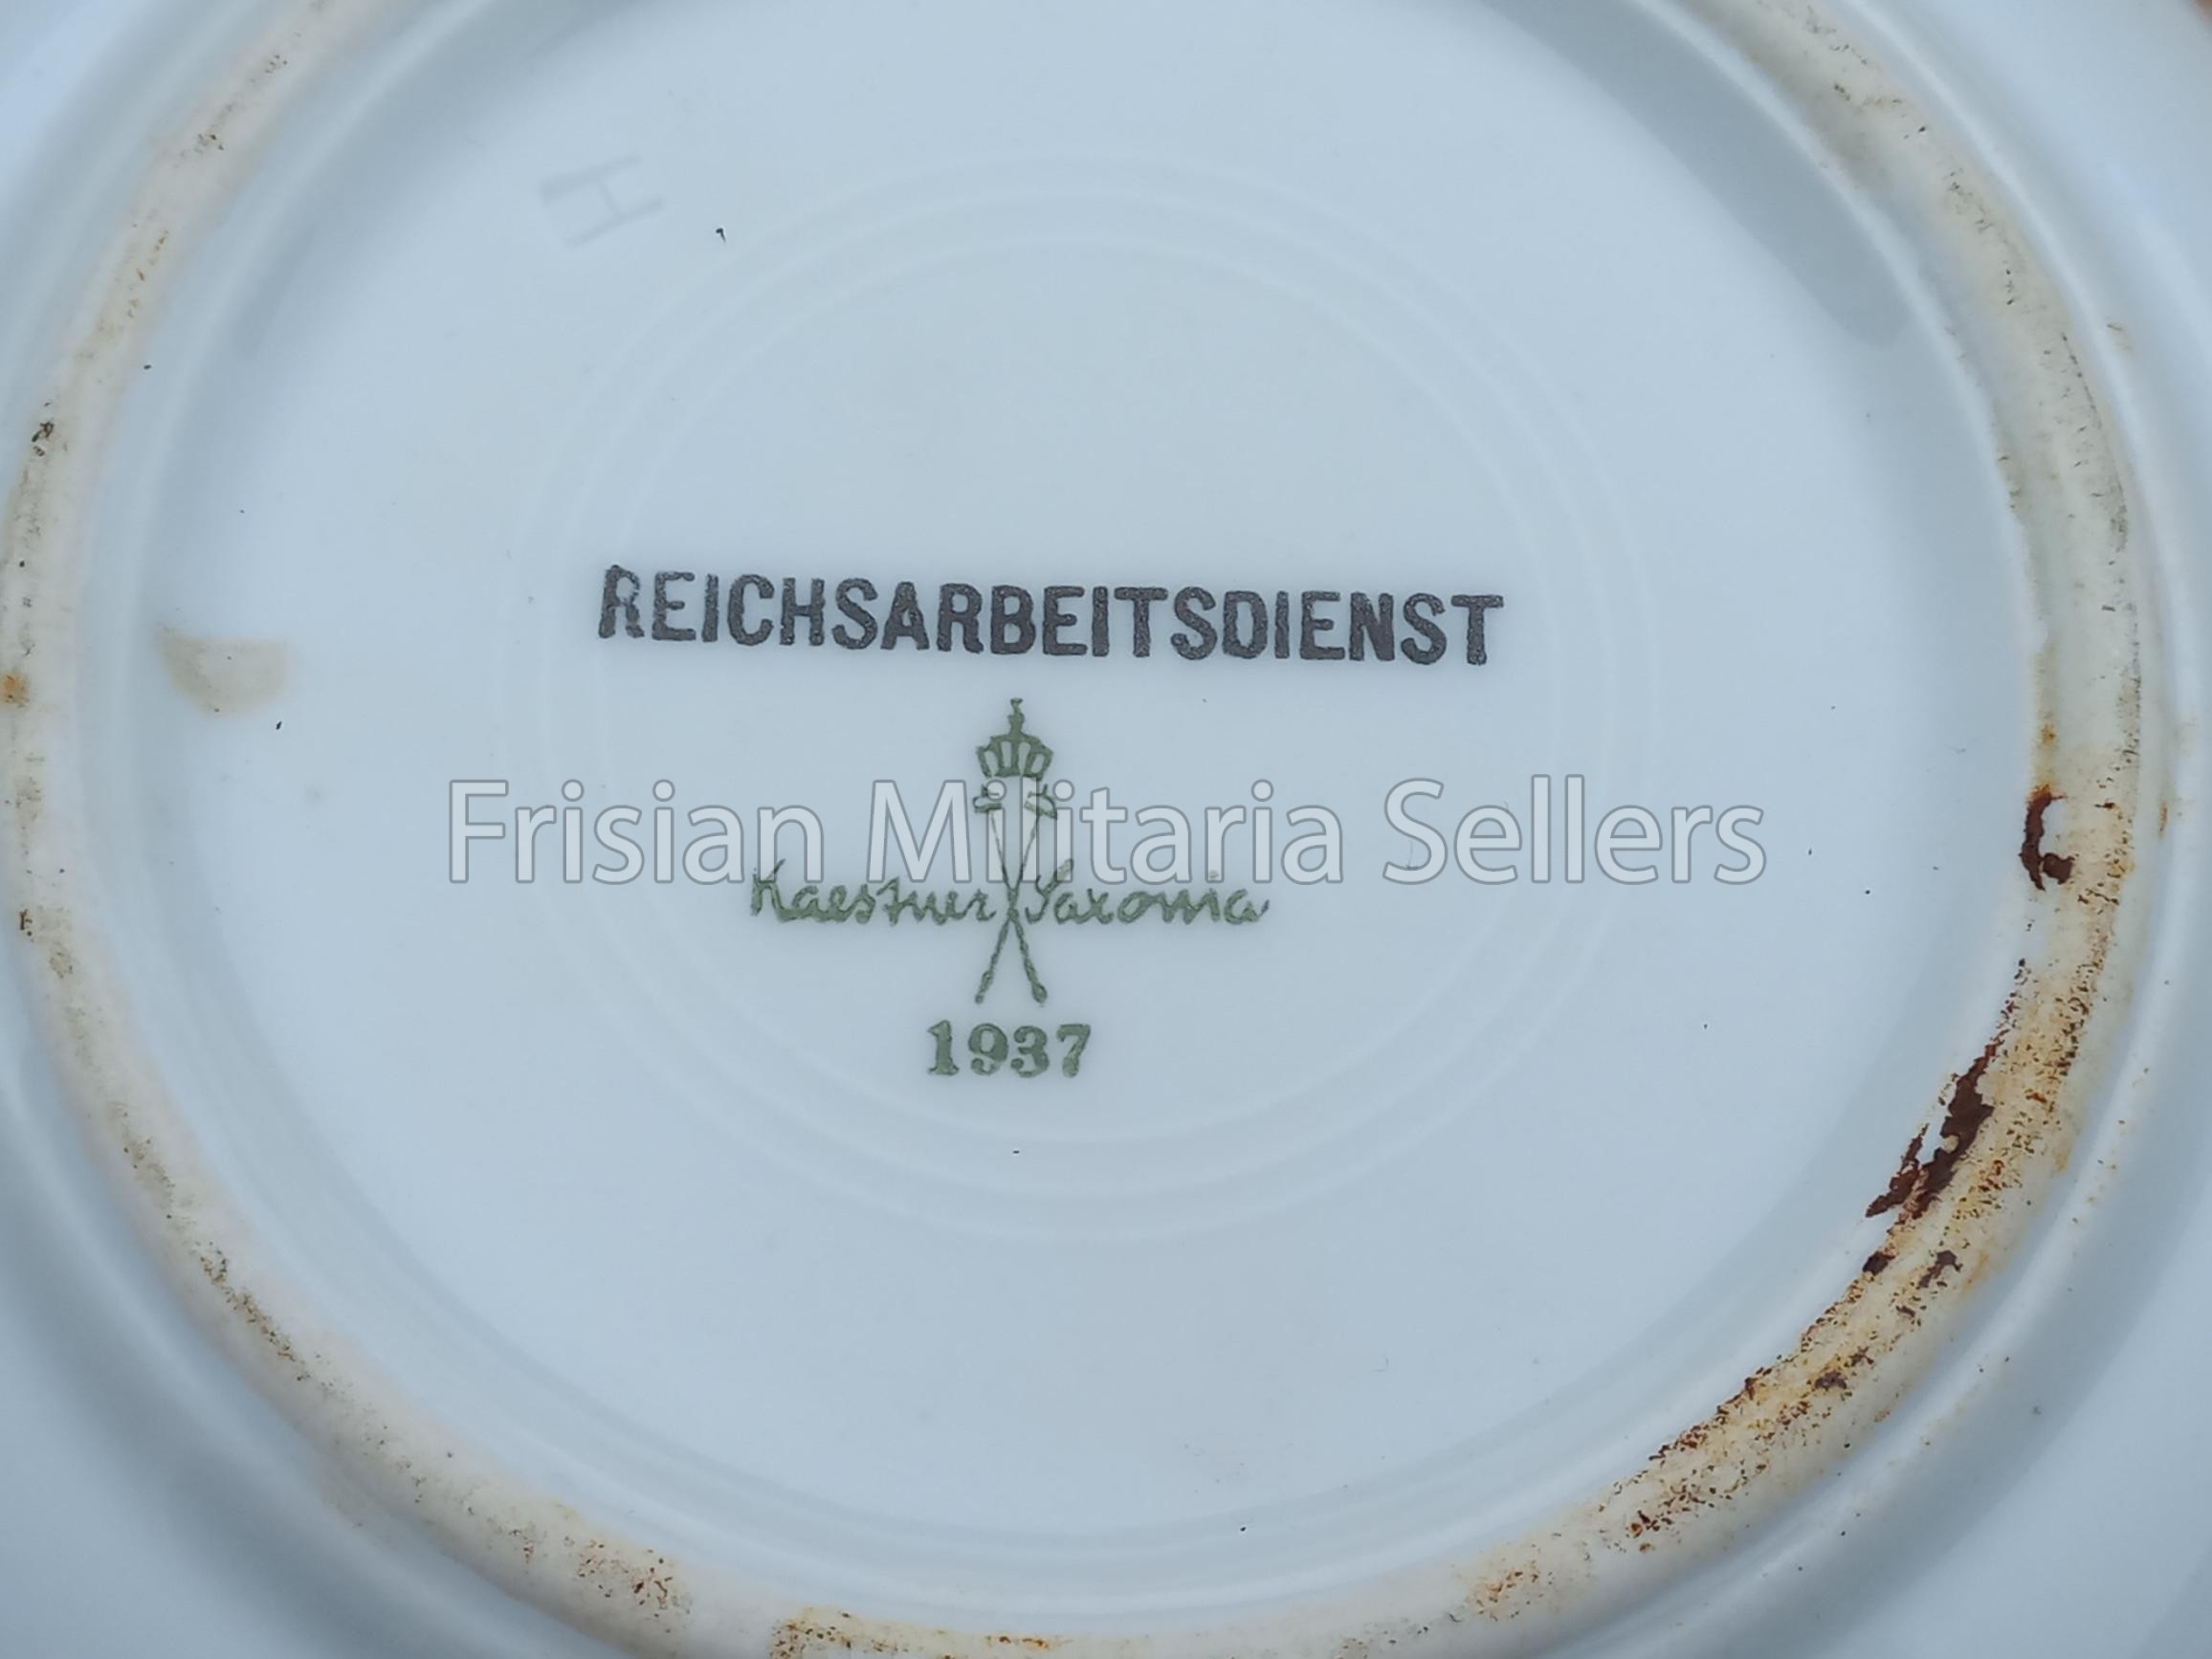 H
REICHSARBEITSDIENST
Frisian Militaria Sellers
Kaestner Saxonia
1937